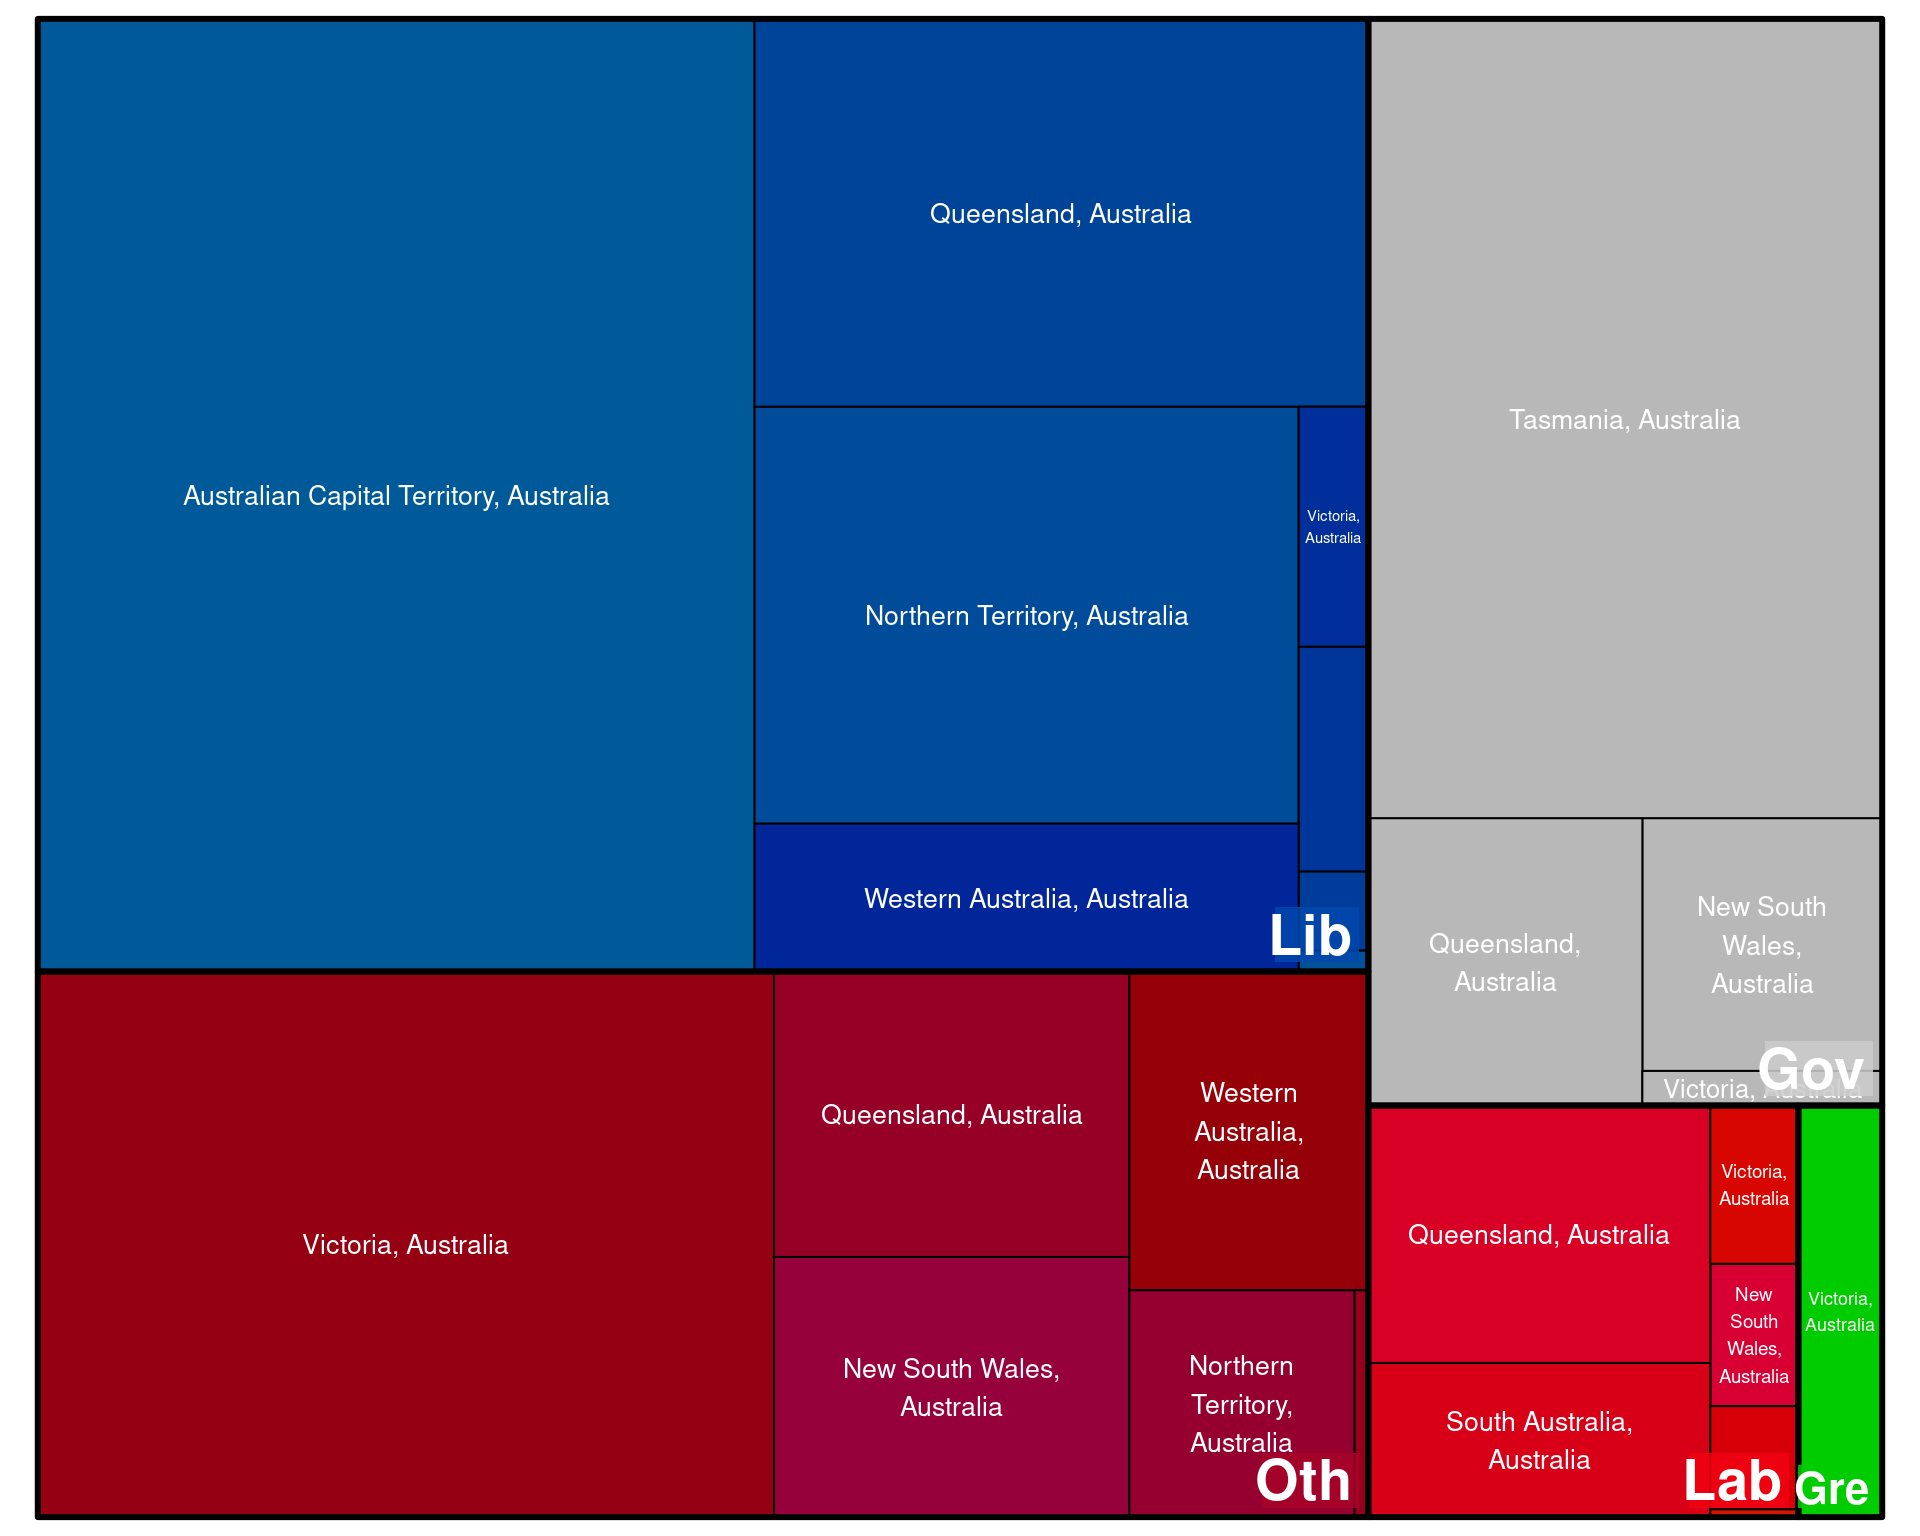 Australian Capital Territory, Australia
Queensland, Australia
Northern Territory, Australia
Victoria,
Australia
Western Australia, Australia
Lib
Tasmania, Australia
Queensland,
Australia
New South
Wales,
Australia
Victoria, Australia
Gov
Victoria, Australia
Queensland, Australia
New South Wales,
Australia
Western
Australia,
Australia
Northern
Territory,
Australia
Oth
Queensland, Australia
South Australia,
Australia
Victoria,
Australia
New
South
Wales,
Australia
Lab
Victoria,
Australia
Gre